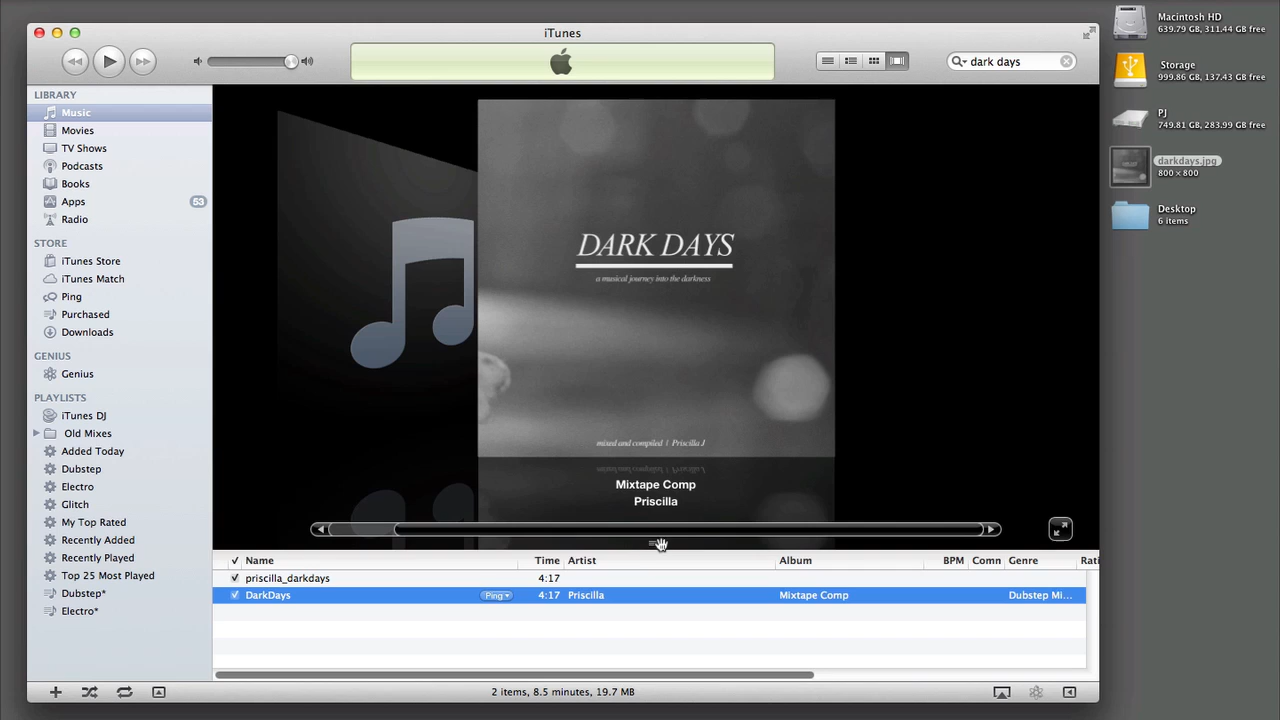 iTunes
dark days
LIBRARY
Music
Movies
TV Shows
Podcasts
Books
Apps 53
Radio
STORE
iTunes Store
iTunes Match
Ping
Purchased
Downloads
GENIUS
Genius
PLAYLISTS
iTunes DJ
Old Mixes
Added Today
Dubstep
Electro
Glitch
My Top Rated
Recently Added
Recently Played
Top 25 Most Played
Dubstep*
Electro*
DARK DAYS
a musical journey into the darkness
mixed and compiled | Priscilla J
Mixtape Comp
Priscilla
Name Time Artist Album BPM Comn Genre Rati
priscilla_darkdays 4:17
DarkDays Ping 4:17 Priscilla Mixtape Comp Dubstep Mi...
2 items, 8.5 minutes, 19.7 MB
Macintosh HD
639.79 GB, 311.44 GB free
Storage
999.86 GB, 137.43 GB free
PJ
749.81 GB, 283.99 GB free
darkdays.jpg
800 × 800
Desktop
6 items